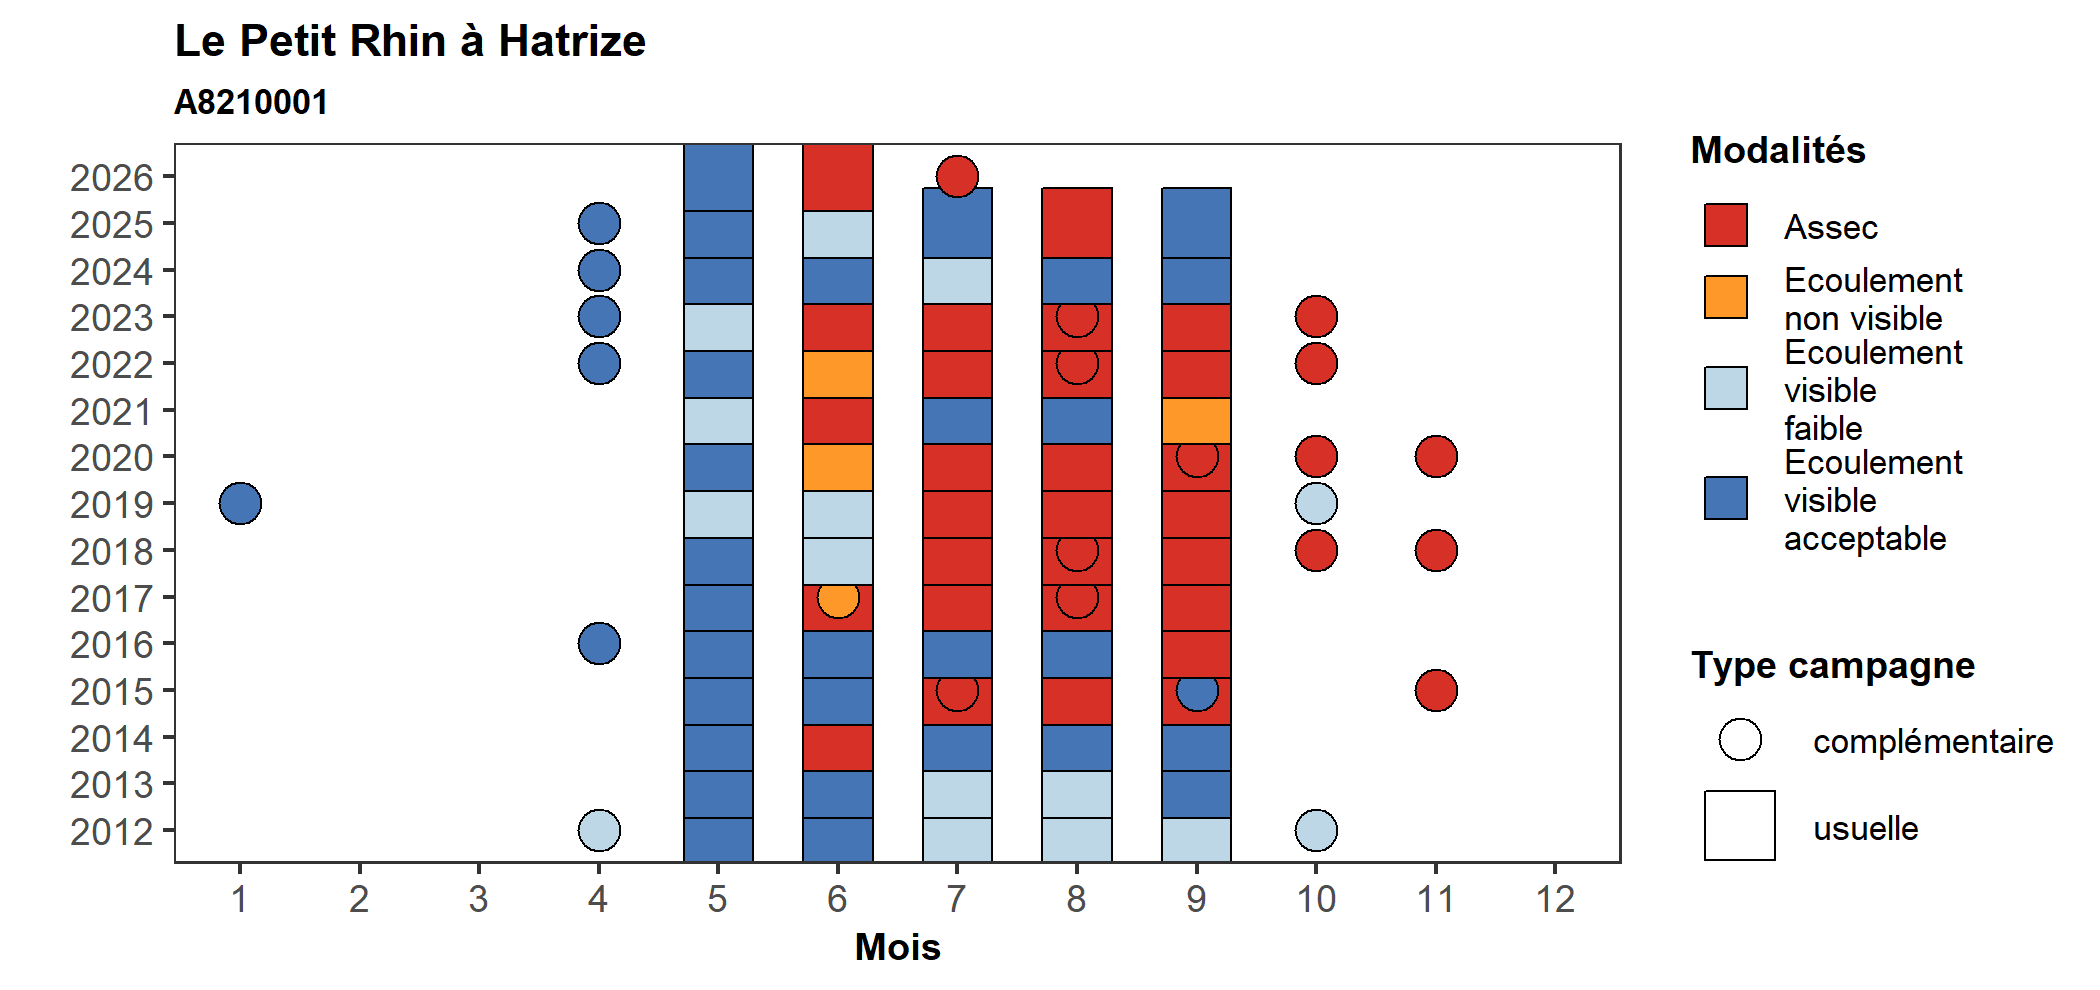 Le Petit Rhin à Hatrize
A8210001
2026
2025
2024
2023
2022
2021
2020
2019
2018
2017
2016
2015
2014
2013
2012
1 2 3 4 5 6 7 8 9 10 11 12
Mois
Modalités
Assec
Ecoulement
non visible
Ecoulement
visible
faible
Ecoulement
visible
acceptable
Type campagne
complémentaire
usuelle